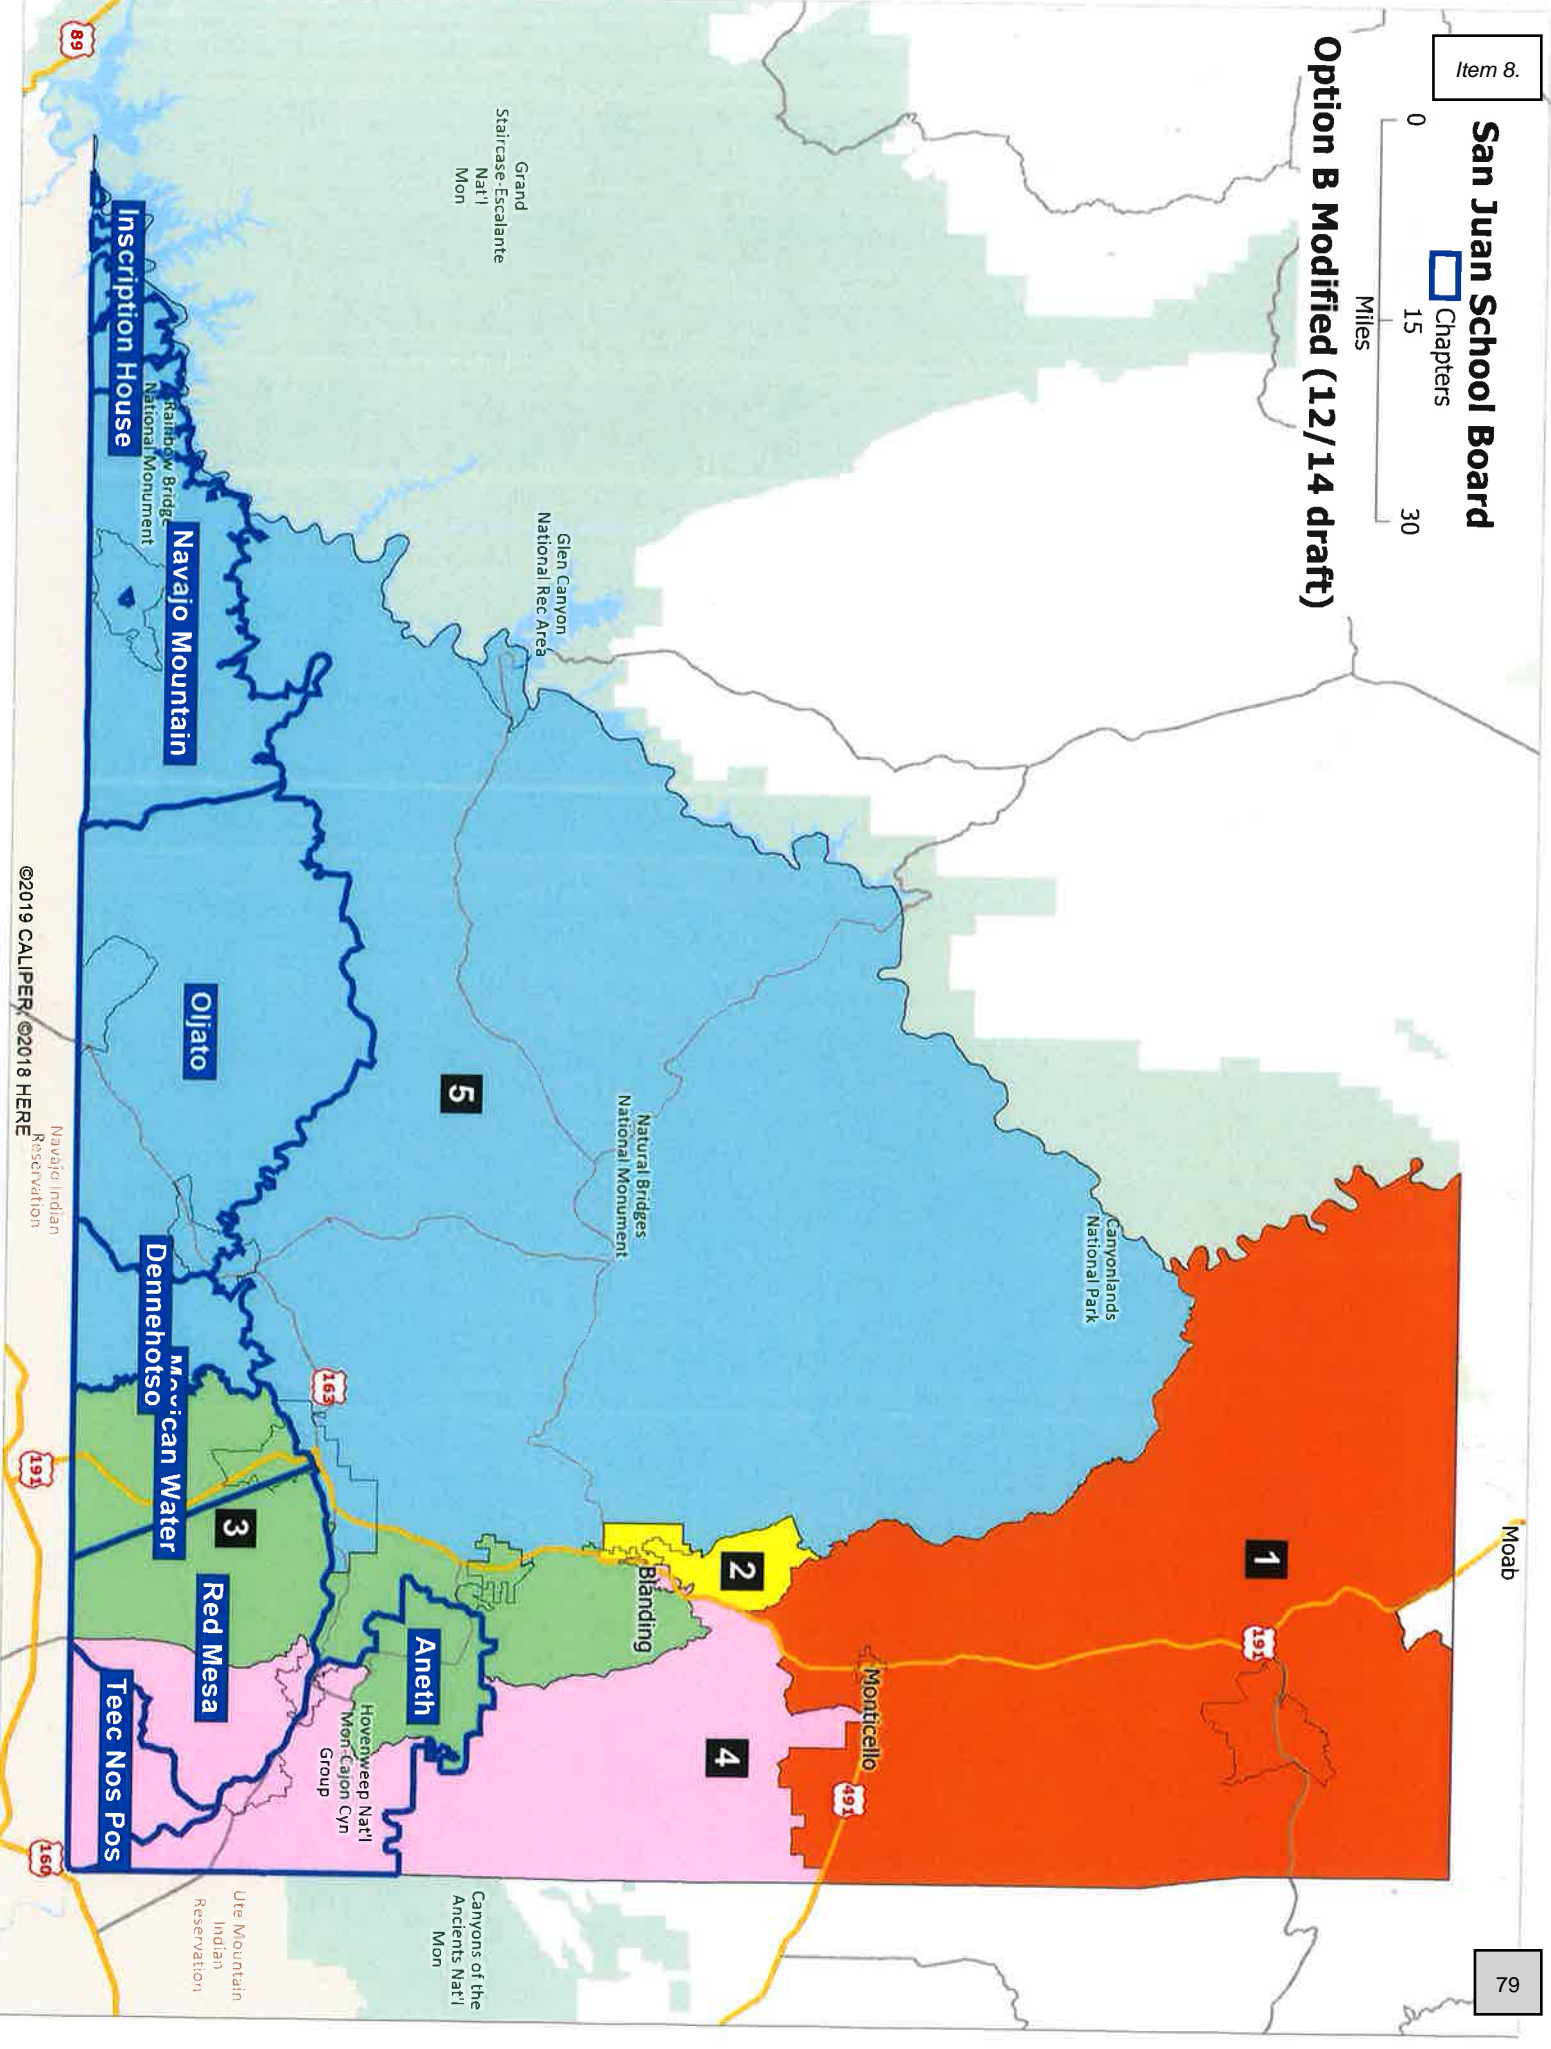 Item 8.
San Juan School Board
Chapters
0 15 30
Miles
Option B Modified (12/14 draft)
Moab
1
191
Monticello
491
Canyonlands
National Park
2
4
Blanding
Natural Bridges
National Monument
Glen Canyon
National Rec Area
Grand
Staircase-Escalante
Nat'l
Mon
5
Canyons of the
Ancients Nat'l
Mon
Aneth
Hovenweep Nat'l
Mon-Cajon Cyn
Group
163
3
Red Mesa
Oljato
Navajo Mountain
Rainbow Bridge
National Monument
Inscription House
Mexican Water
Dennehotso
Teec Nos Pos
Ute Mountain
Indian
Reservation
89
191
160
Navajo Indian
Reservation
©2019 CALIPER; ©2018 HERE
79